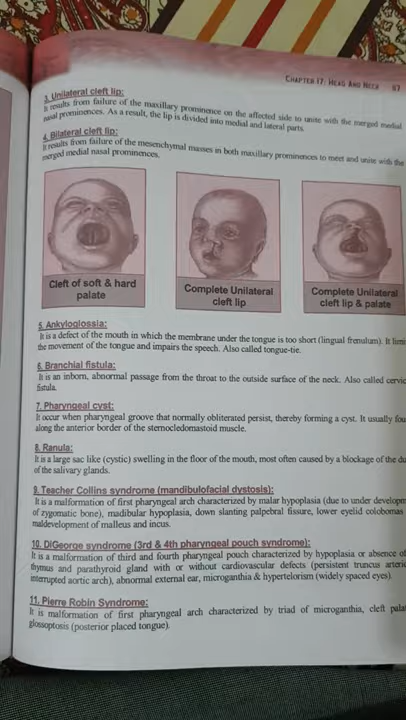 CHAPTER 17: HEAD AND NECK 87
3. Unilateral cleft lip:
It results from failure of the maxillary prominence on the affected side to unite with the merged medial
nasal prominences. As a result, the lip is divided into medial and lateral parts.
4. Bilateral cleft lip:
It results from failure of the mesenchymal masses in both maxillary prominences to meet and unite with the
merged medial nasal prominences.
Cleft of soft & hard
palate
Complete Unilateral
cleft lip
Complete Unilateral
cleft lip & palate
5. Ankyloglossia:
It is a defect of the mouth in which the membrane under the tongue is too short (lingual frenulum). It limi
the movement of the tongue and impairs the speech. Also called tongue-tie.
6. Branchial fistula:
It is an inborn, abnormal passage from the throat to the outside surface of the neck. Also called cervic
fistula.
7. Pharyngeal cyst:
It occur when pharyngeal groove that normally obliterated persist, thereby forming a cyst. It usually fou
along the anterior border of the sternocledomastoid muscle.
8. Ranula:
It is a large sac like (cystic) swelling in the floor of the mouth, most often caused by a blockage of the du
of the salivary glands.
9. Teacher Collins syndrome (mandibulofacial dystosis):
It is a malformation of first pharyngeal arch characterized by malar hypoplasia (due to under developm
of zygomatic bone), madibular hypoplasia, down slanting palpebral fissure, lower eyelid colobomas
maldevelopment of malleus and incus.
10. DiGeorge syndrome (3rd & 4th pharyngeal pouch syndrome):
It is a malformation of third and fourth pharyngeal pouch characterized by hypoplasia or absence of
thymus and parathyroid gland with or without cardiovascular defects (persistent truncus arteri
interrupted aortic arch), abnormal external ear, microganthia & hypertelorism (widely spaced eyes).
11. Pierre Robin Syndrome:
It is malformation of first pharyngeal arch characterized by triad of microganthia, cleft pala
glossoptosis (posterior placed tongue).